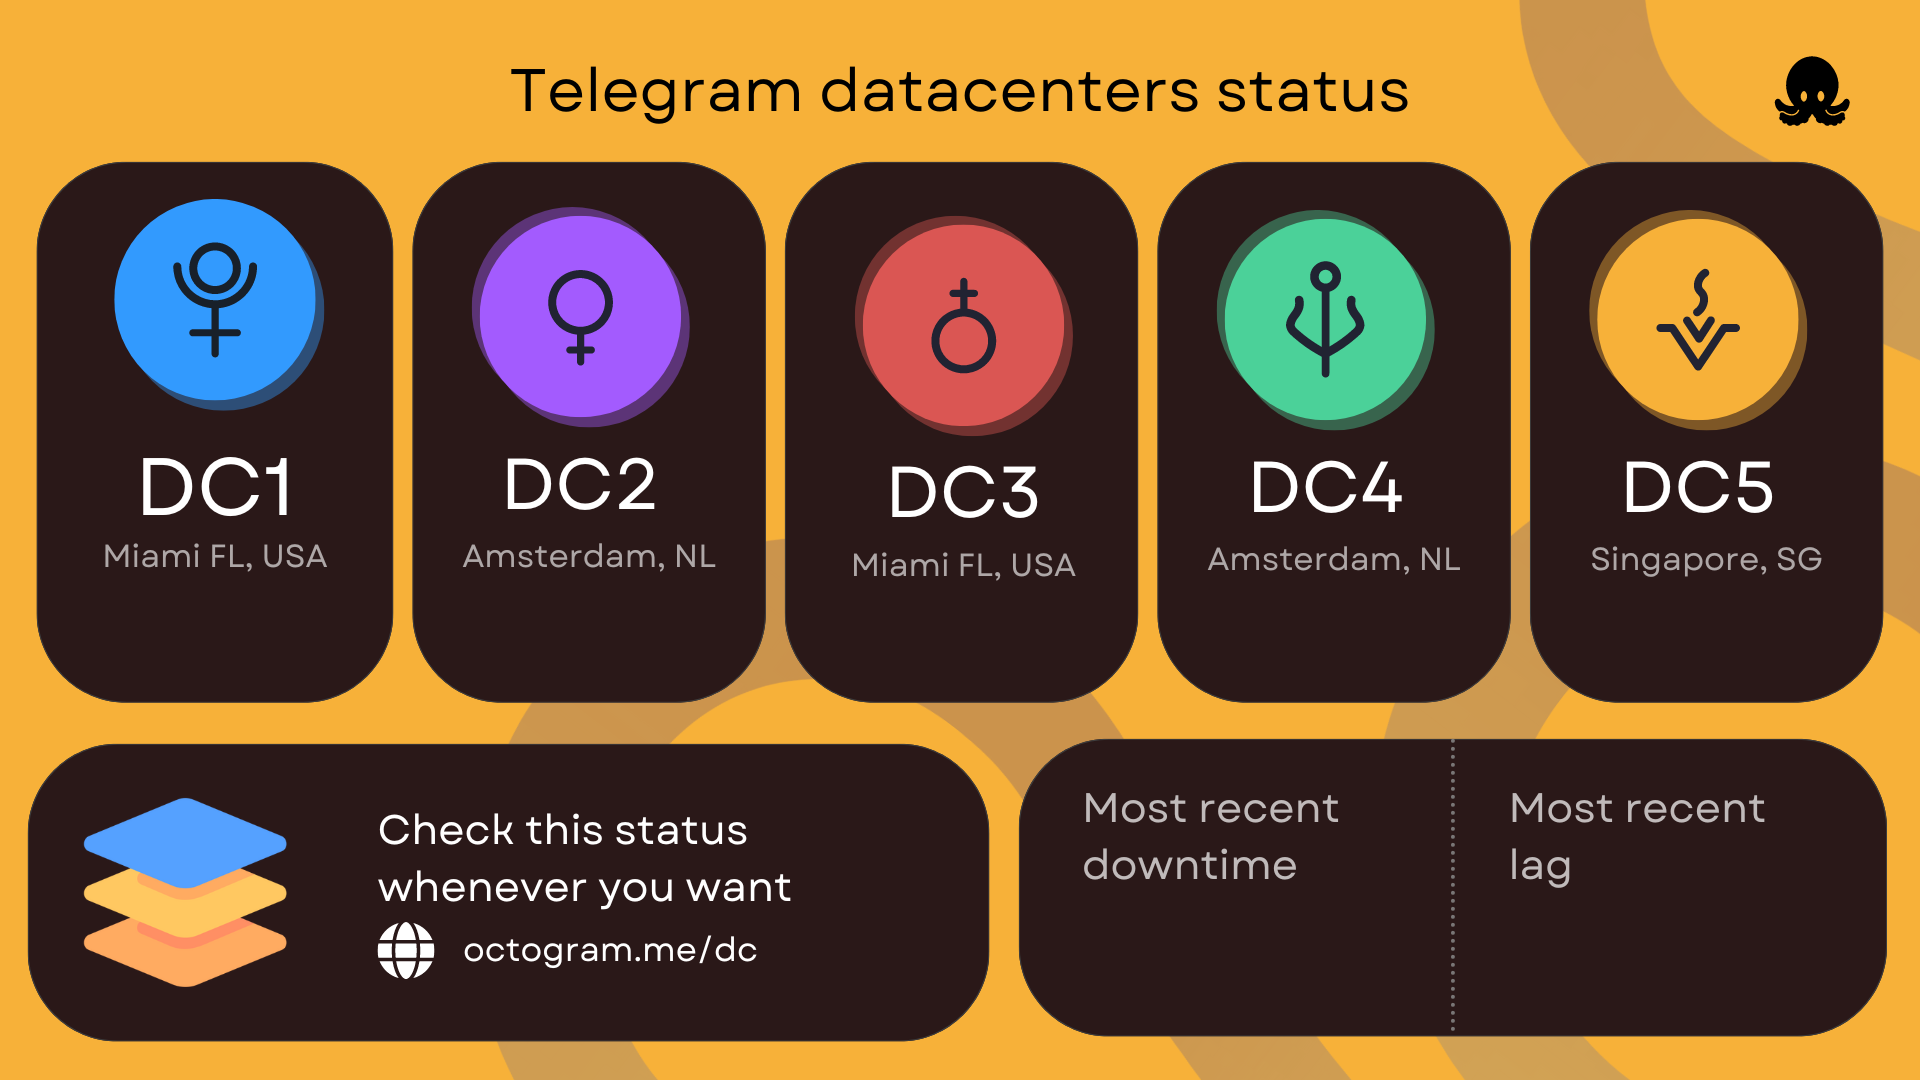 Telegram datacenters status
DC1
Miami FL, USA
DC2
Amsterdam, NL
DC3
Miami FL, USA
DC4
Amsterdam, NL
DC5
Singapore, SG
Check this status
whenever you want
octogram.me/dc
Most recent
downtime
Most recent
lag